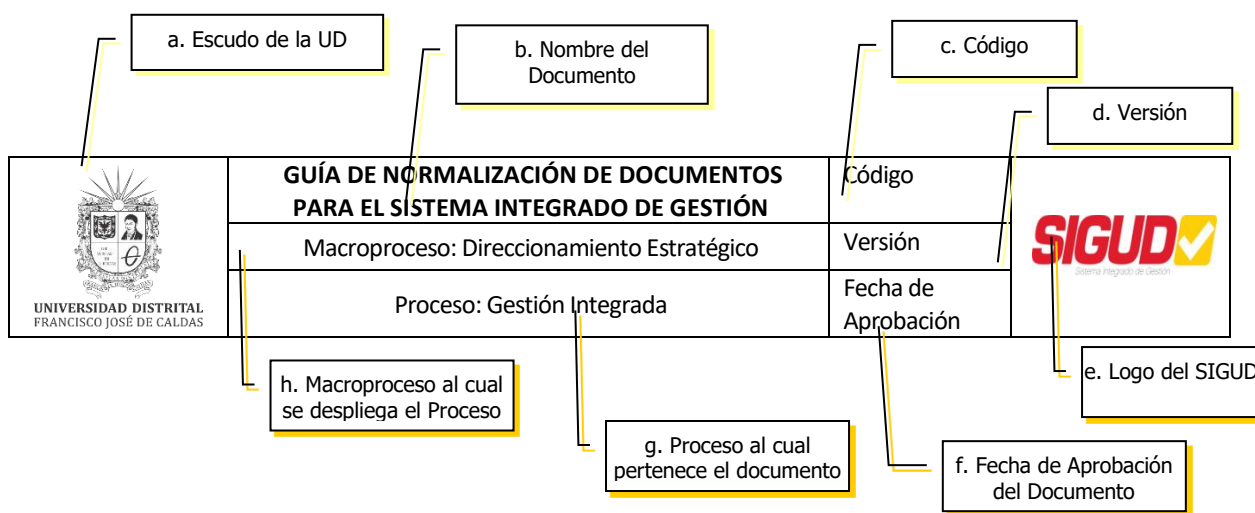 a. Escudo de la UD
b. Nombre del
Documento
c. Código
d. Versión
UNIVERSIDAD DISTRITAL
FRANCISCO JOSÉ DE CALDAS
GUÍA DE NORMALIZACIÓN DE DOCUMENTOS
PARA EL SISTEMA INTEGRADO DE GESTIÓN
Macroproceso: Direccionamiento Estratégico
Proceso: Gestión Integrada
Código
Versión
Fecha de
Aprobación
SIGUD
Sistema Integrado de Gestión
h. Macroproceso al cual
se despliega el Proceso
g. Proceso al cual
pertenece el documento
f. Fecha de Aprobación
del Documento
e. Logo del SIGUD